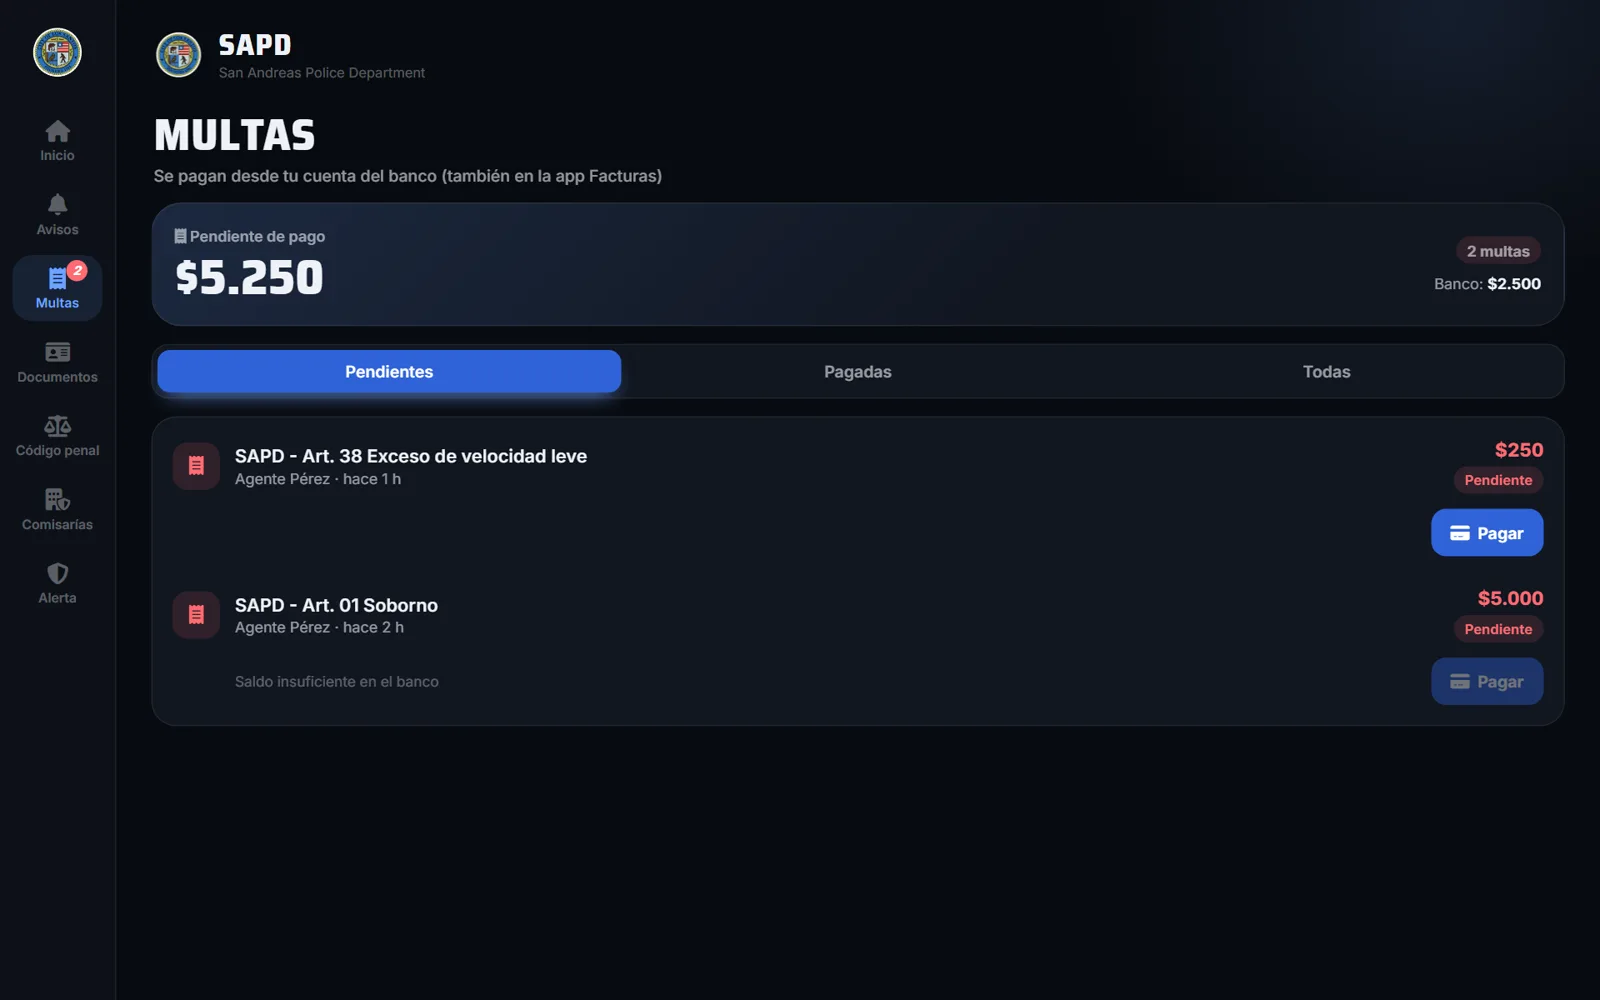 SAPD
San Andreas Police Department
Inicio
Avisos
2
Multas
Documentos
Código penal
Comisarías
Alerta
MULTAS
Se pagan desde tu cuenta del banco (también en la app Facturas)
Pendiente de pago
$5.250
2 multas
Banco: $2.500
Pendientes
Pagadas
Todas
SAPD - Art. 38 Exceso de velocidad leve
Agente Pérez · hace 1 h
$250
Pendiente
Pagar
SAPD - Art. 01 Soborno
Agente Pérez · hace 2 h
$5.000
Pendiente
Saldo insuficiente en el banco
Pagar